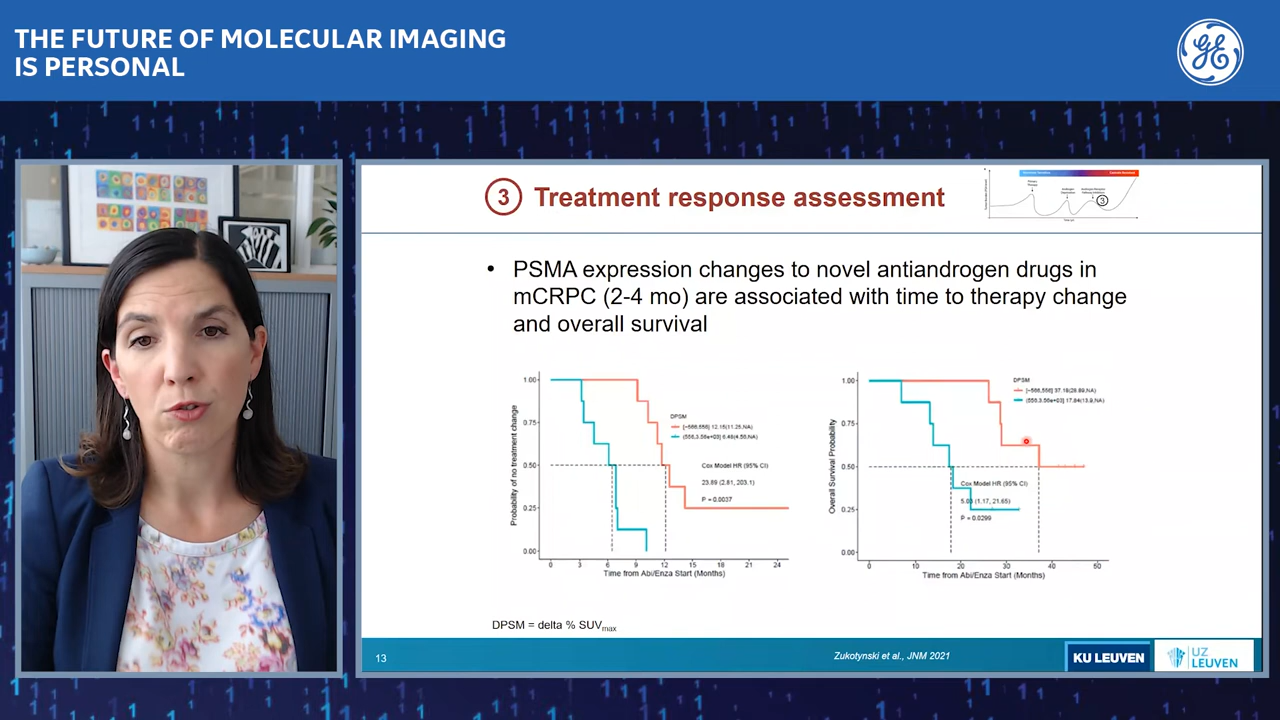 THE FUTURE OF MOLECULAR IMAGING
IS PERSONAL
3 Treatment response assessment
3
• PSMA expression changes to novel antiandrogen drugs in
mCRPC (2-4 mo) are associated with time to therapy change
and overall survival
Probability of no treatment change
1.00
0.75
0.50
0.25
0.00
DPSM
Cox Model HR (95% CI)
23.89 (2.81, 203.1)
P = 0.0037
0 3 6 9 12 15 18 21 24
Time from Abi/Enza Start (Months)
Overall Survival Probability
1.00
0.75
0.50
0.25
0.00
DPSM
Cox Model HR (95% CI)
(1.17, 21.65)
P = 0.0299
0 10 20 30 40 50
Time from Abi/Enza Start (Months)
DPSM = delta % SUVmax
13
Zukotynski et al., JNM 2021
KU LEUVEN
UZ
LEUVEN